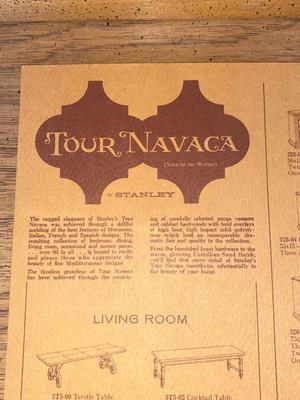 TOUR NAVACA
(TOUR OF THE WATERS)
by STANLEY
The rugged elegance of Stanley's Tour
Navaca was achieved through a skillful
melding of the best features of Moroccan,
Italian, French and Spanish designs. The
resulting collection of bedroom, dining,
living room, occasional and accent pieces
— over 60 in all — is bound to excite
and please those who appreciate the
beauty of fine Mediterranean designs.
The timeless grandeur of Tour Navaca
has been achieved through the combin-
ing of carefully selected pecan veneers
and cabinet hardwoods with bold overlays
of high heat, high impact solid polysty-
rene which lend an incomparably dra-
matic flair and quality to the collection.
From the burnished brass hardware to the
warm, glowing Castilian Sand finish,
you'll find that every detail of Stanley's
Tour Navaca contributes substantially to
the beauty of your home.
LIVING ROOM
5T5-00 Trestle Table
5T5-02 Cocktail Table